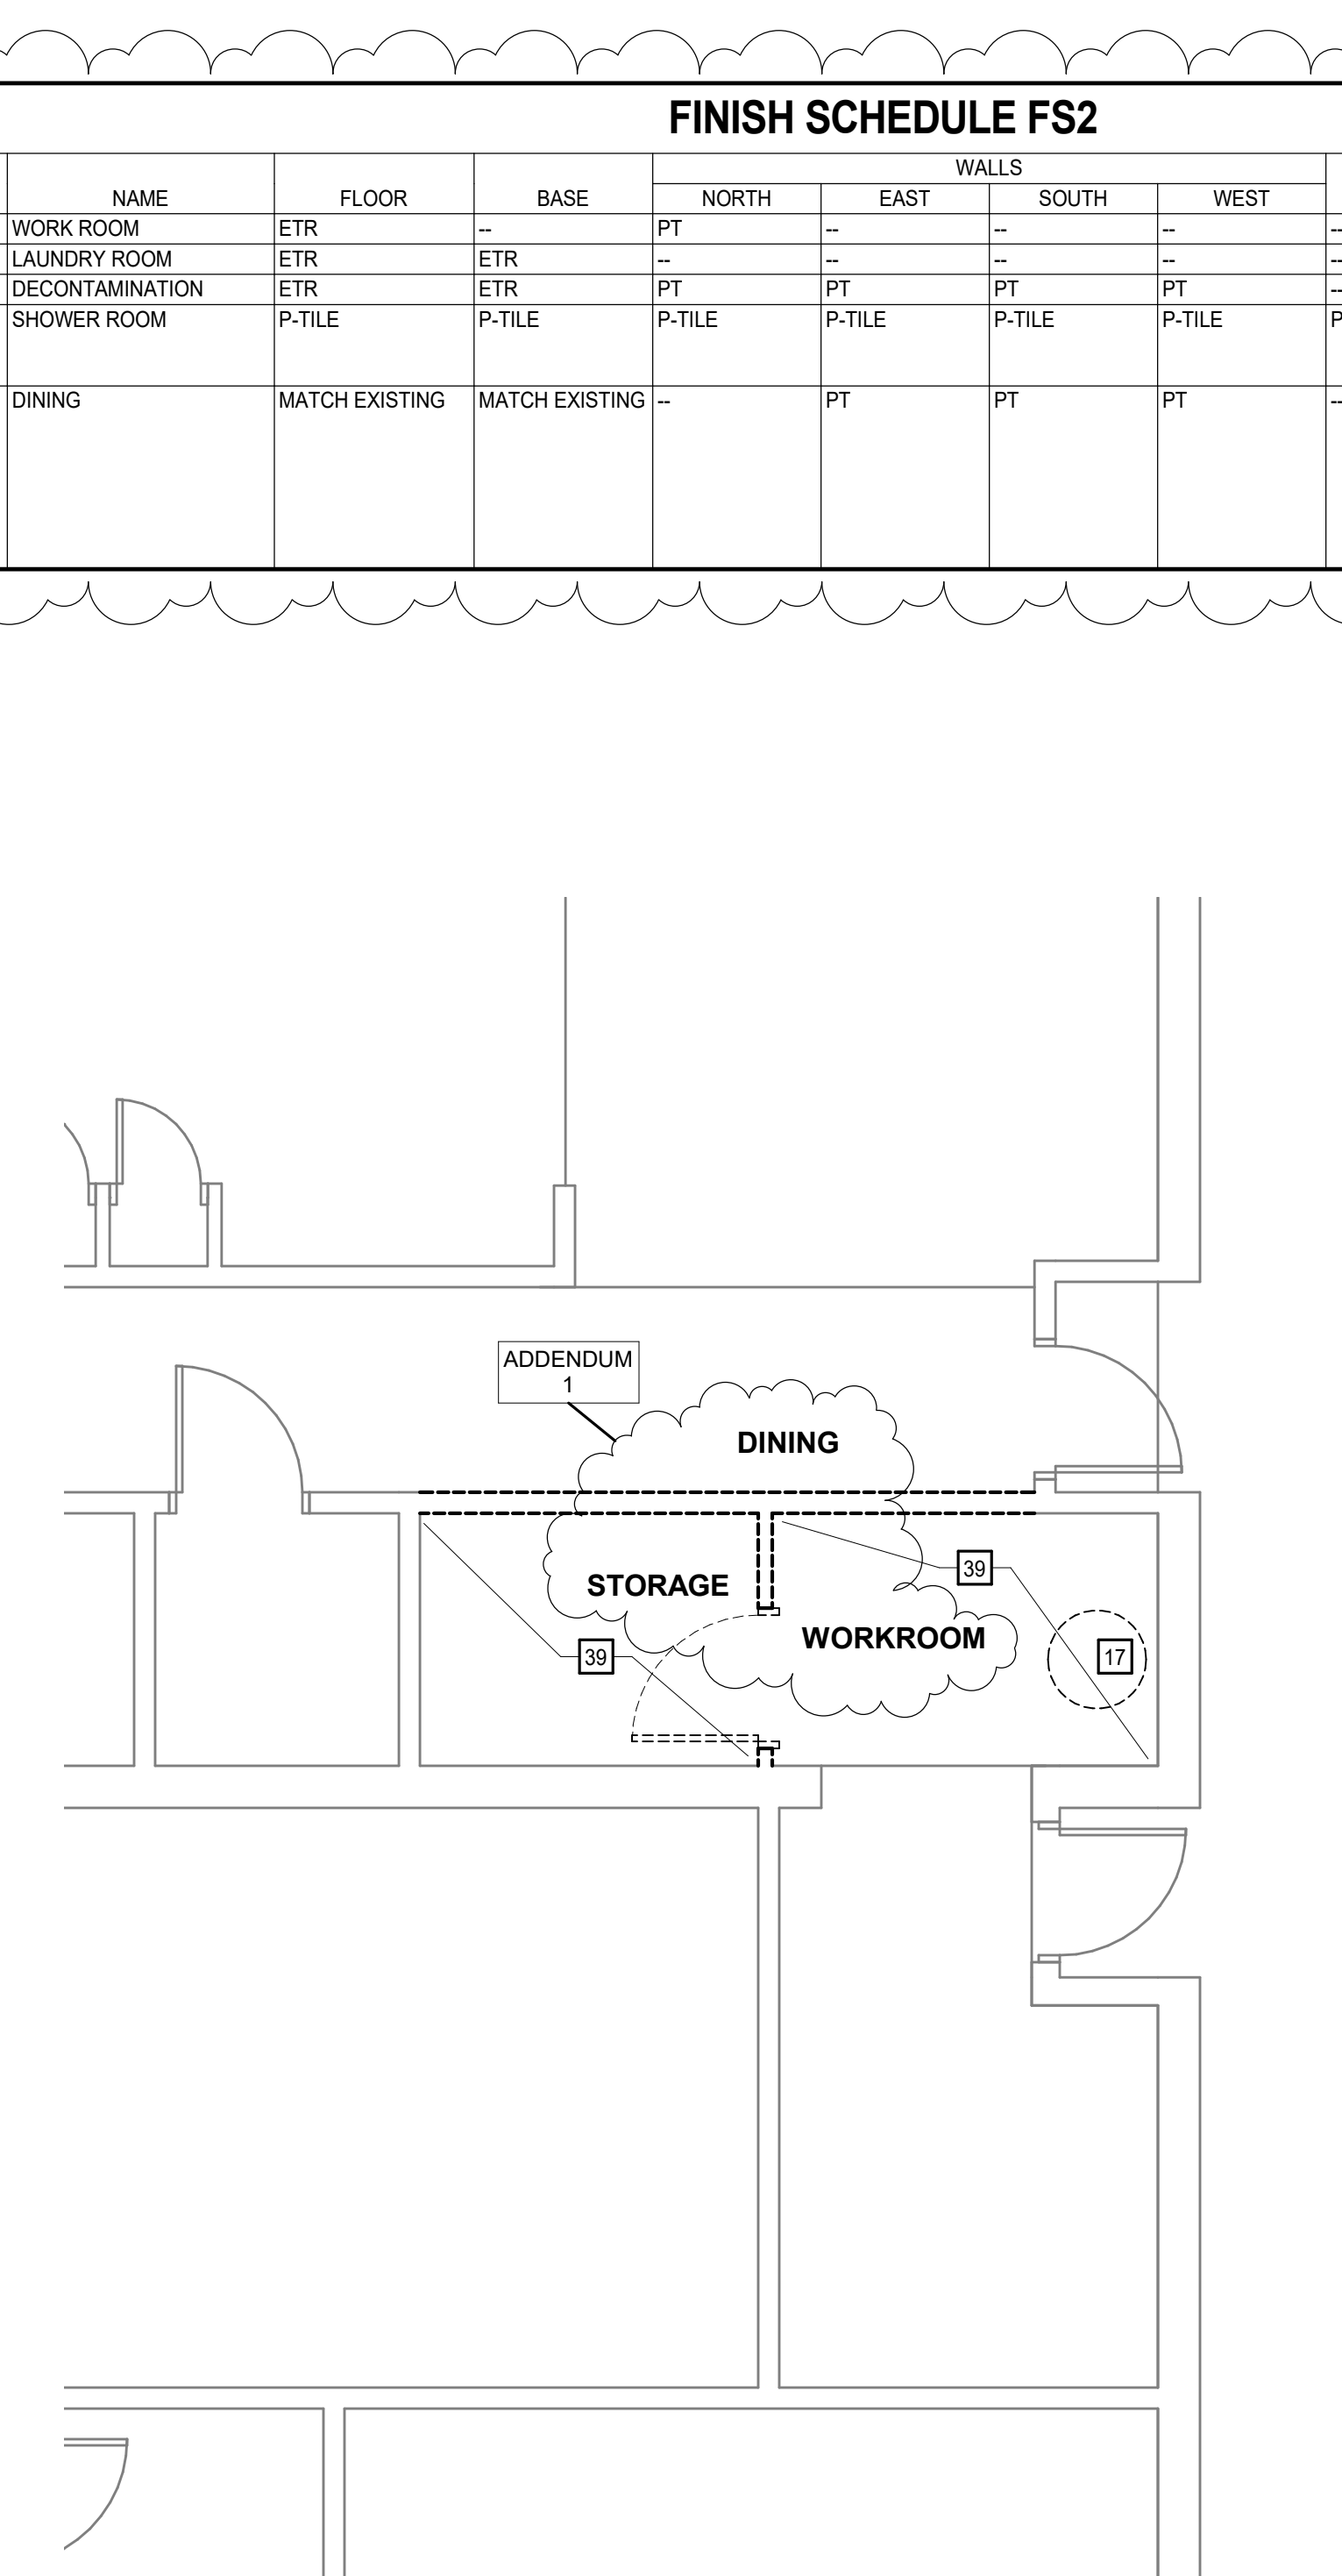 FINISH SCHEDULE FS2
WALLS
NAME FLOOR BASE NORTH EAST SOUTH WEST
WORK ROOM ETR -- PT -- -- -- --
LAUNDRY ROOM ETR ETR -- -- -- -- --
DECONTAMINATION ETR ETR PT PT PT PT --
SHOWER ROOM P-TILE P-TILE P-TILE P-TILE P-TILE P-TILE P
DINING MATCH EXISTING MATCH EXISTING -- PT PT PT --
ADDENDUM
1
DINING
39
STORAGE
WORKROOM
39
17